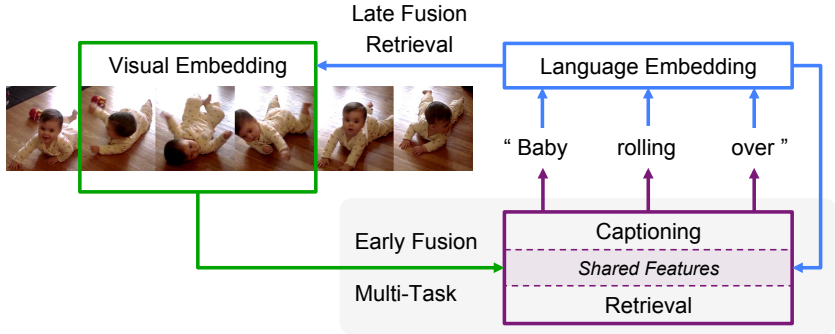 Late Fusion
Retrieval
Visual Embedding
Language Embedding
“ Baby rolling over ”
Early Fusion
Multi-Task
Captioning
Shared Features
Retrieval